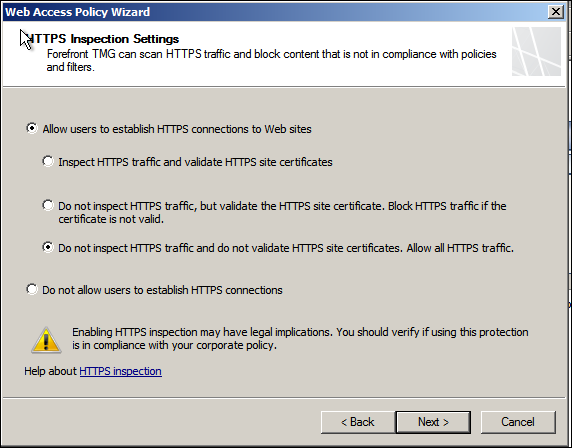 Web Access Policy Wizard
HTTPS Inspection Settings
Forefront TMG can scan HTTPS traffic and block content that is not in compliance with policies
and filters.
Allow users to establish HTTPS connections to Web sites
Inspect HTTPS traffic and validate HTTPS site certificates
Do not inspect HTTPS traffic, but validate the HTTPS site certificate. Block HTTPS traffic if the
certificate is not valid.
Do not inspect HTTPS traffic and do not validate HTTPS site certificates. Allow all HTTPS traffic.
Do not allow users to establish HTTPS connections
Enabling HTTPS inspection may have legal implications. You should verify if using this protection
is in compliance with your corporate policy.
Help about HTTPS inspection
< Back Next > Cancel